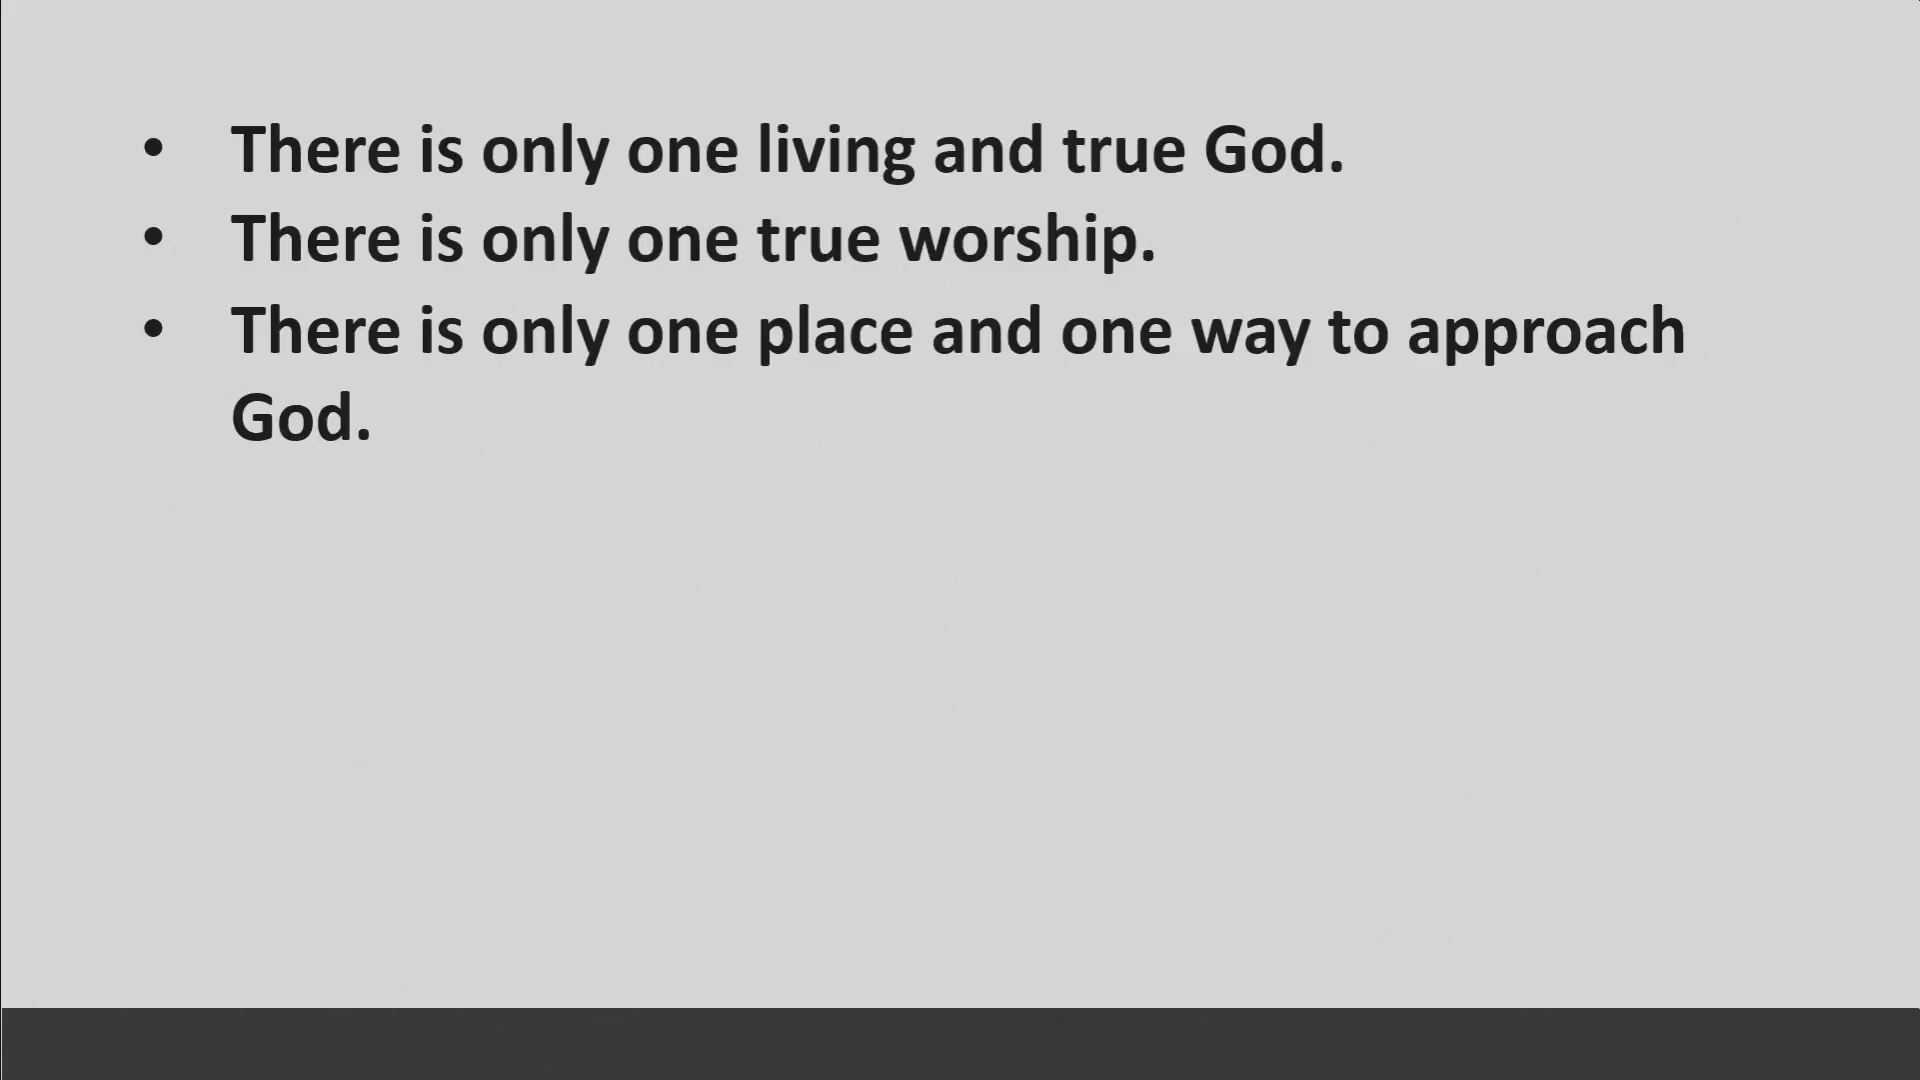 • There is only one living and true God.
• There is only one true worship.
• There is only one place and one way to approach
God.